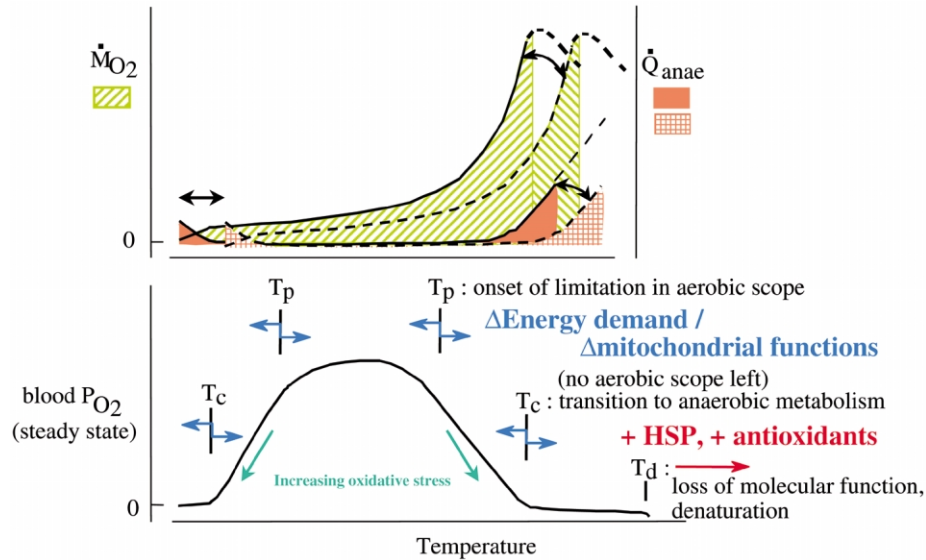 ṀO2
Q̇anae
0
Tp
Tp : onset of limitation in aerobic scope
ΔEnergy demand /
Δmitochondrial functions
(no aerobic scope left)
Tc
Tc : transition to anaerobic metabolism
blood PO2
(steady state)
+ HSP, + antioxidants
Td :
Increasing oxidative stress
loss of molecular function,
denaturation
0
Temperature